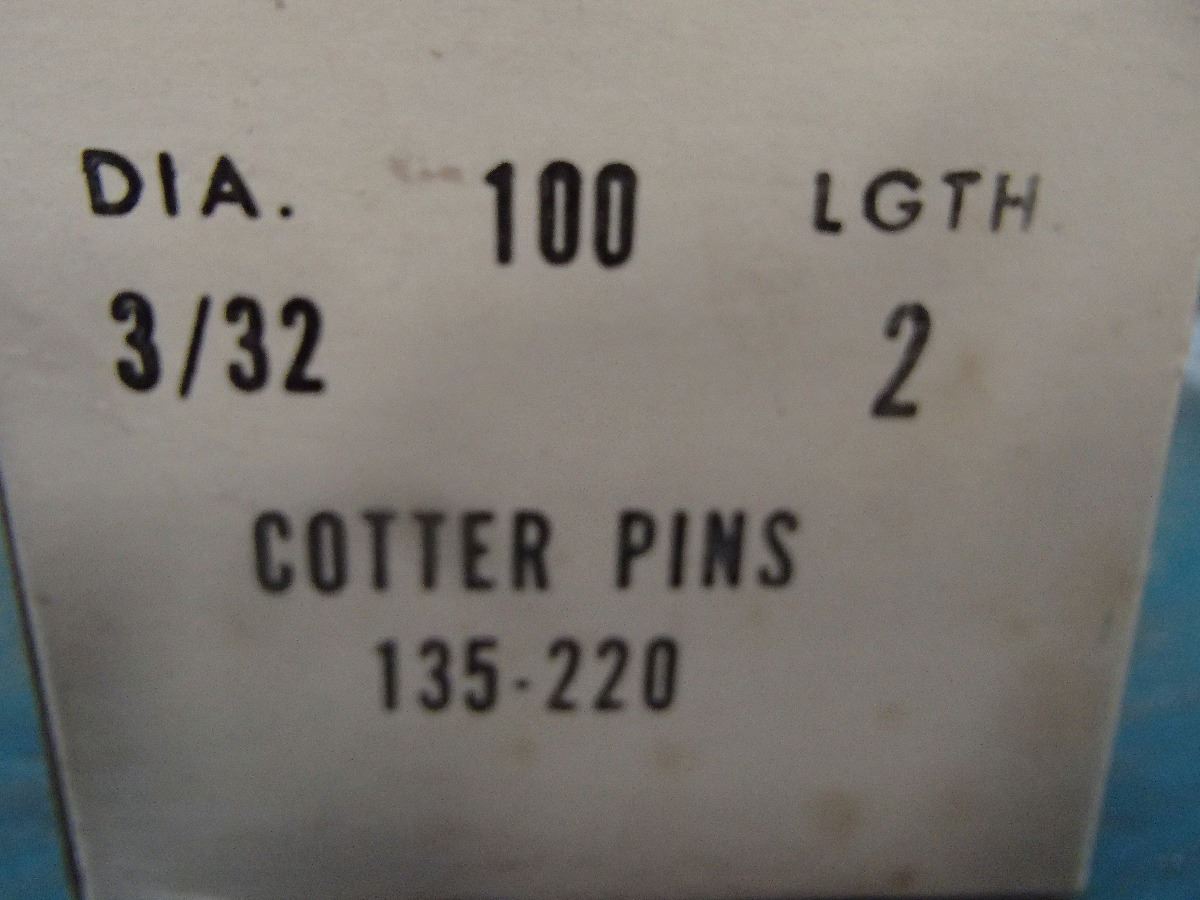 DIA. 100 LGTH.
3/32 2
COTTER PINS
135-220